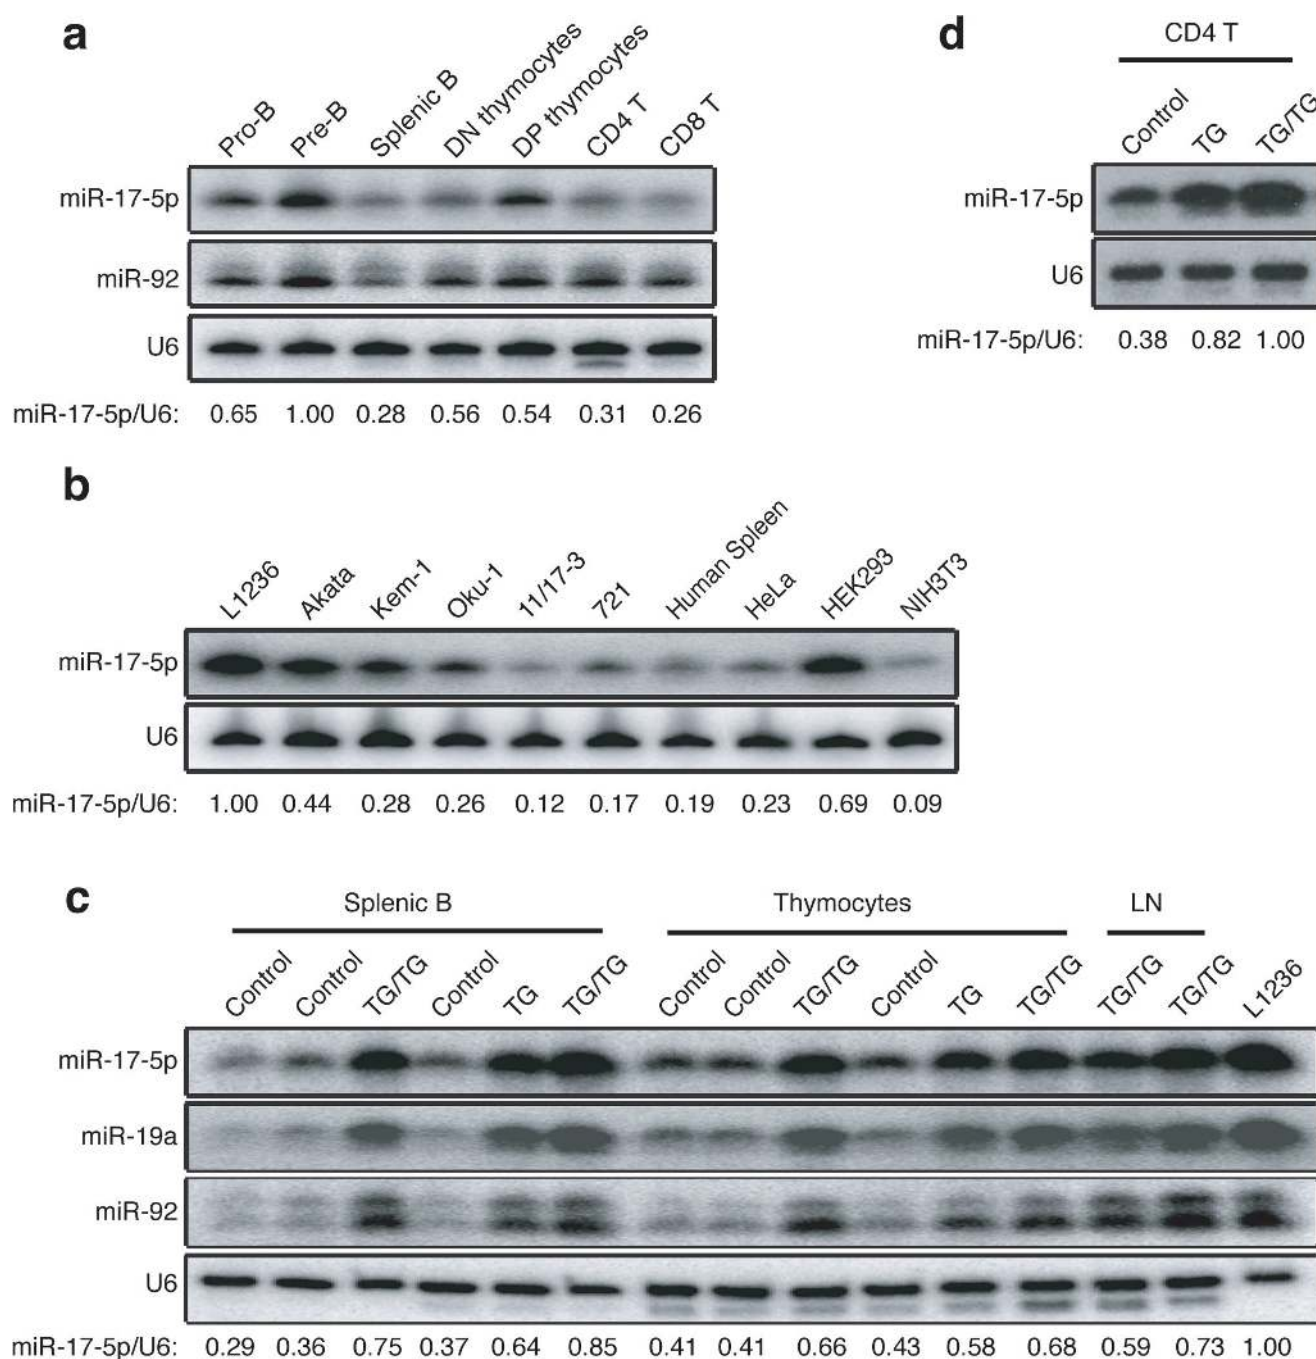 a
Pro-B Pre-B Splenic B DN thymocytes DP thymocytes CD4 T CD8 T
miR-17-5p
miR-92
U6
miR-17-5p/U6: 0.65 1.00 0.28 0.56 0.54 0.31 0.26
d
CD4 T
Control TG TG/TG
miR-17-5p
U6
miR-17-5p/U6: 0.38 0.82 1.00
b
L1236 Akata Kem-1 Oku-1 11/17-3 721 Human Spleen HeLa HEK293 NIH3T3
miR-17-5p
U6
miR-17-5p/U6: 1.00 0.44 0.28 0.26 0.12 0.17 0.19 0.23 0.69 0.09
c
Splenic B Thymocytes LN
Control Control TG/TG Control TG TG/TG Control Control TG/TG Control TG TG/TG TG/TG TG/TG L1236
miR-17-5p
miR-19a
miR-92
U6
miR-17-5p/U6: 0.29 0.36 0.75 0.37 0.64 0.85 0.41 0.41 0.66 0.43 0.58 0.68 0.59 0.73 1.00